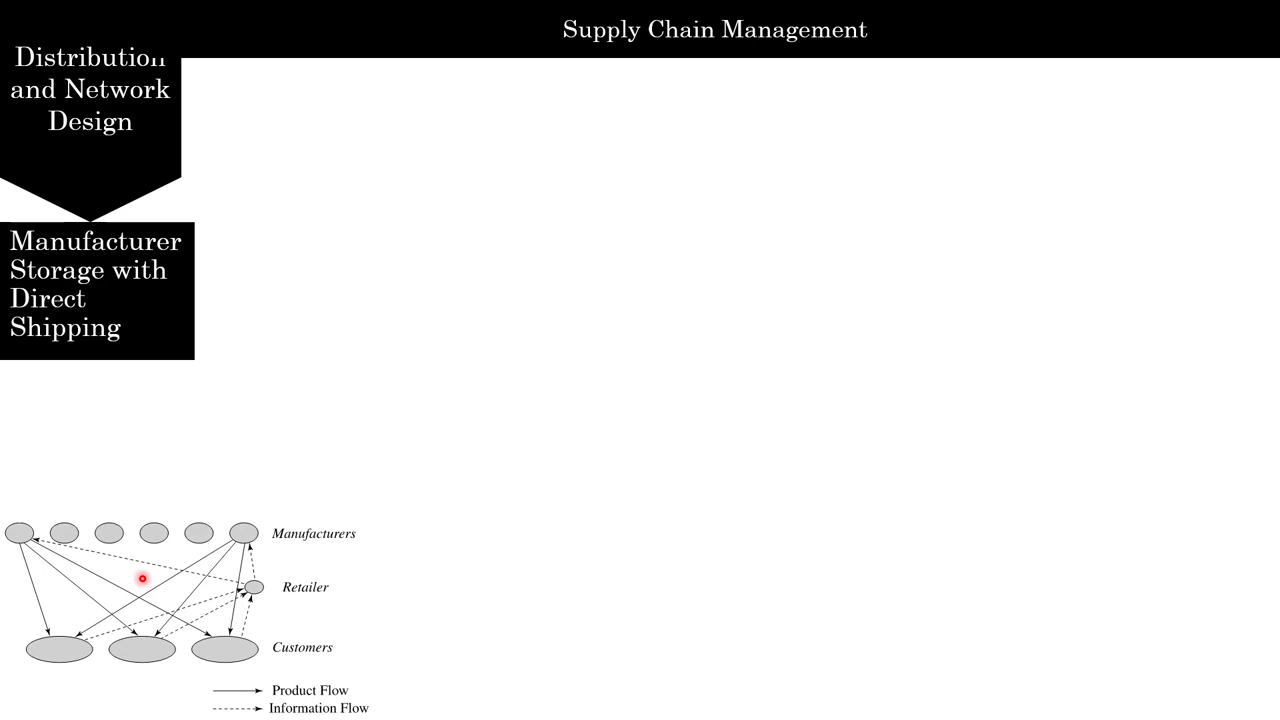 Supply Chain Management
Distribution
and Network
Design
Manufacturer
Storage with
Direct
Shipping
Manufacturers
Retailer
Customers
Product Flow
Information Flow